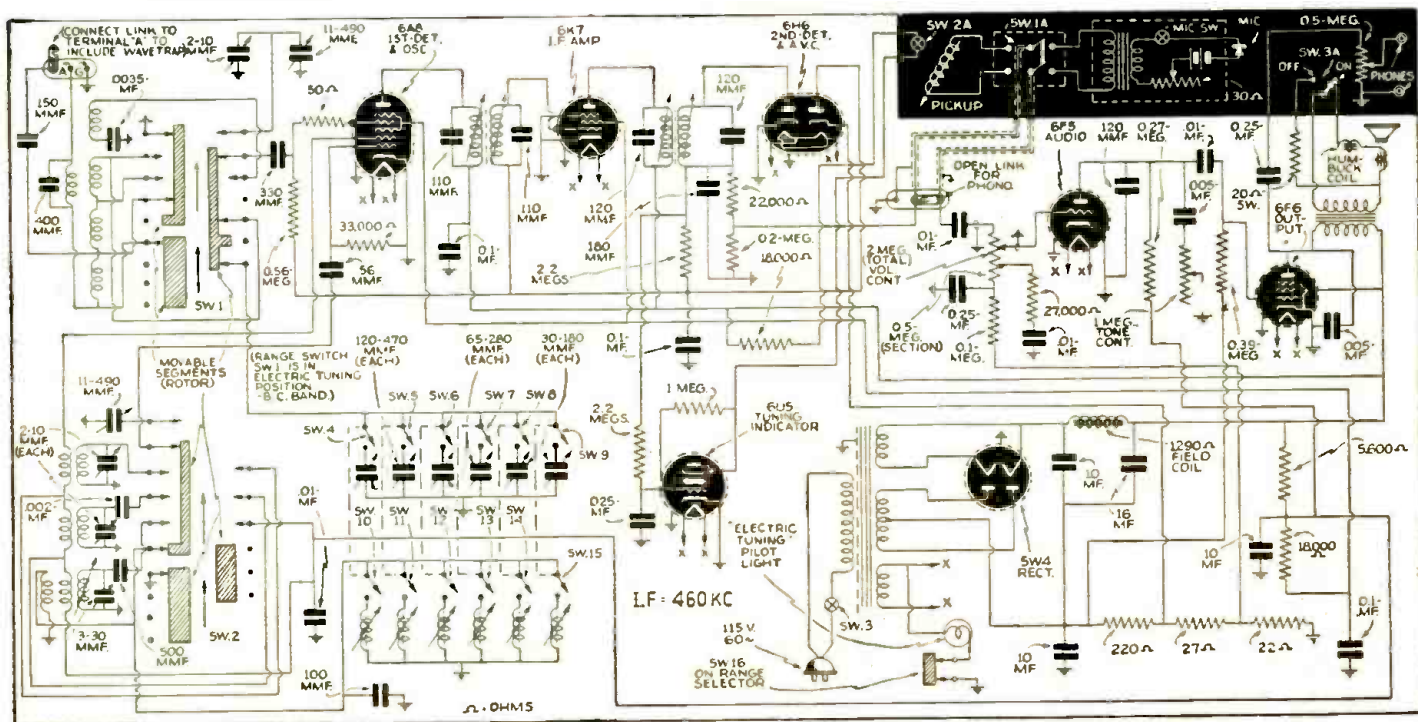 (CONNECT LINK TO
TERMINAL "A" TO
INCLUDE WAVETRAP)
A G
2-10
MMF.
11-490
MMF.
6A8
1ST-DET.
& OSC.
6K7
I.F. AMP
6H6
2ND-DET.
& A.V.C.
SW.2A
SW.1A
PICKUP
MIC SW
MIC
30Ω
0.5-MEG.
SW. 3A
OFF
ON
PHONES
150
MMF
.0035-
MF.
50Ω
400
MMF.
330
MMF.
0.56-
MEG.
33,000Ω
56
MMF.
110
MMF.
110
MMF.
0.1-
MF.
120
MMF
120
MMF
180
MMF
2.2
MEGS
22,000Ω
0.2-MEG.
18,000Ω
OPEN LINK
FOR
PHONO.
6F5
AUDIO
120
MMF
0.27-
MEG.
.01-
MF.
0.25-
MF.
.005-
MF.
20Ω-
5W.
HUM-
BUCK
COIL
6F6
OUT-
PUT
.01-
MF.
2 MEG.
(TOTAL)
VOL
CONT
0.5-
MEG.
(SECTION)
0.25-
MF.
0.1-
MEG.
27,000Ω
.01-
MF
1 MEG.
TONE
CONT.
0.39-
MEG.
.005-
MF.
SW.1
MOVABLE
SEGMENTS
(ROTOR)
(RANGE SWITCH
SW.1 IS IN
ELECTRIC TUNING
POSITION
-B.C. BAND.)
120-470
MMF
(EACH)
65-280
MMF
(EACH)
30-180
MMF
(EACH)
0.1-
MF.
11-490
MMF.
2-10
MMF
(EACH)
.002-
MF
3-30
MMF.
500
MMF
SW.2
.01-
MF.
100
MMF.
SW.4
SW.5
SW.6
SW.7
SW.8
SW.9
SW
10
SW
11
SW
12
SW
13
SW
14
SW.15
2.2
MEGS.
1 MEG.
6U5
TUNING
INDICATOR
.025-
MF
I.F = 460 KC
"ELECTRIC
TUNING"
PILOT
LIGHT
115 V.
60~
SW.3
SW 16
ON RANGE
SELECTOR
X
X
5W4
RECT.
10
MF.
1290Ω
FIELD
COIL
16
MF
5,600Ω
10
MF
18,000
Ω
0.1-
MF.
10
MF
220Ω
27Ω
22Ω
Ω = OHMS